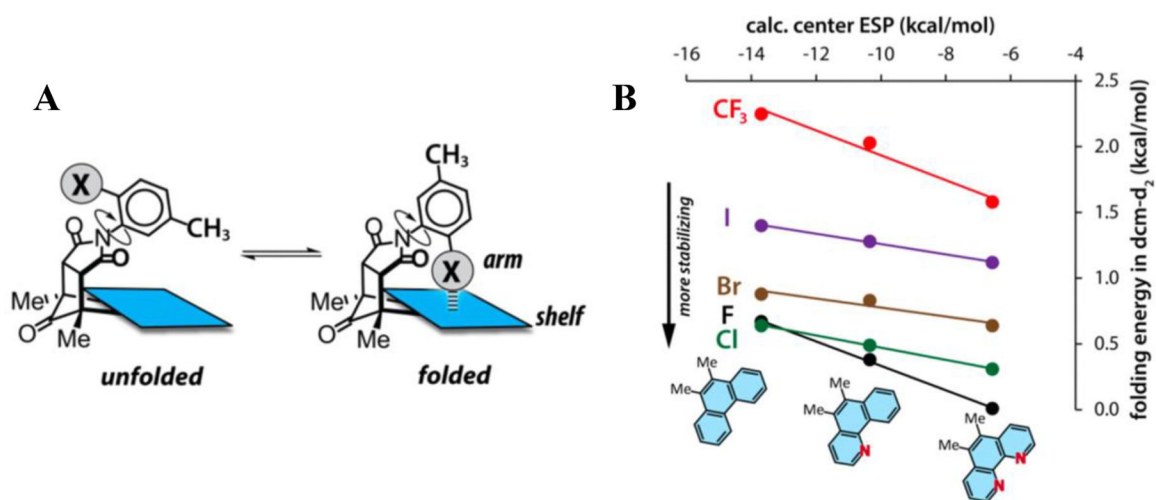 A
X
CH₃
N
O
O
Me
O
Me
unfolded
CH₃
N
O
O
X
arm
Me
O
Me
shelf
folded
B
calc. center ESP (kcal/mol)
-16 -14 -12 -10 -8 -6 -4
2.5
2.0
1.5
1.0
0.5
0.0
folding energy in dcm-d₂ (kcal/mol)
CF₃
I
Br
F
Cl
more stabilizing
Me
Me
Me
Me
N
Me
Me
N
N